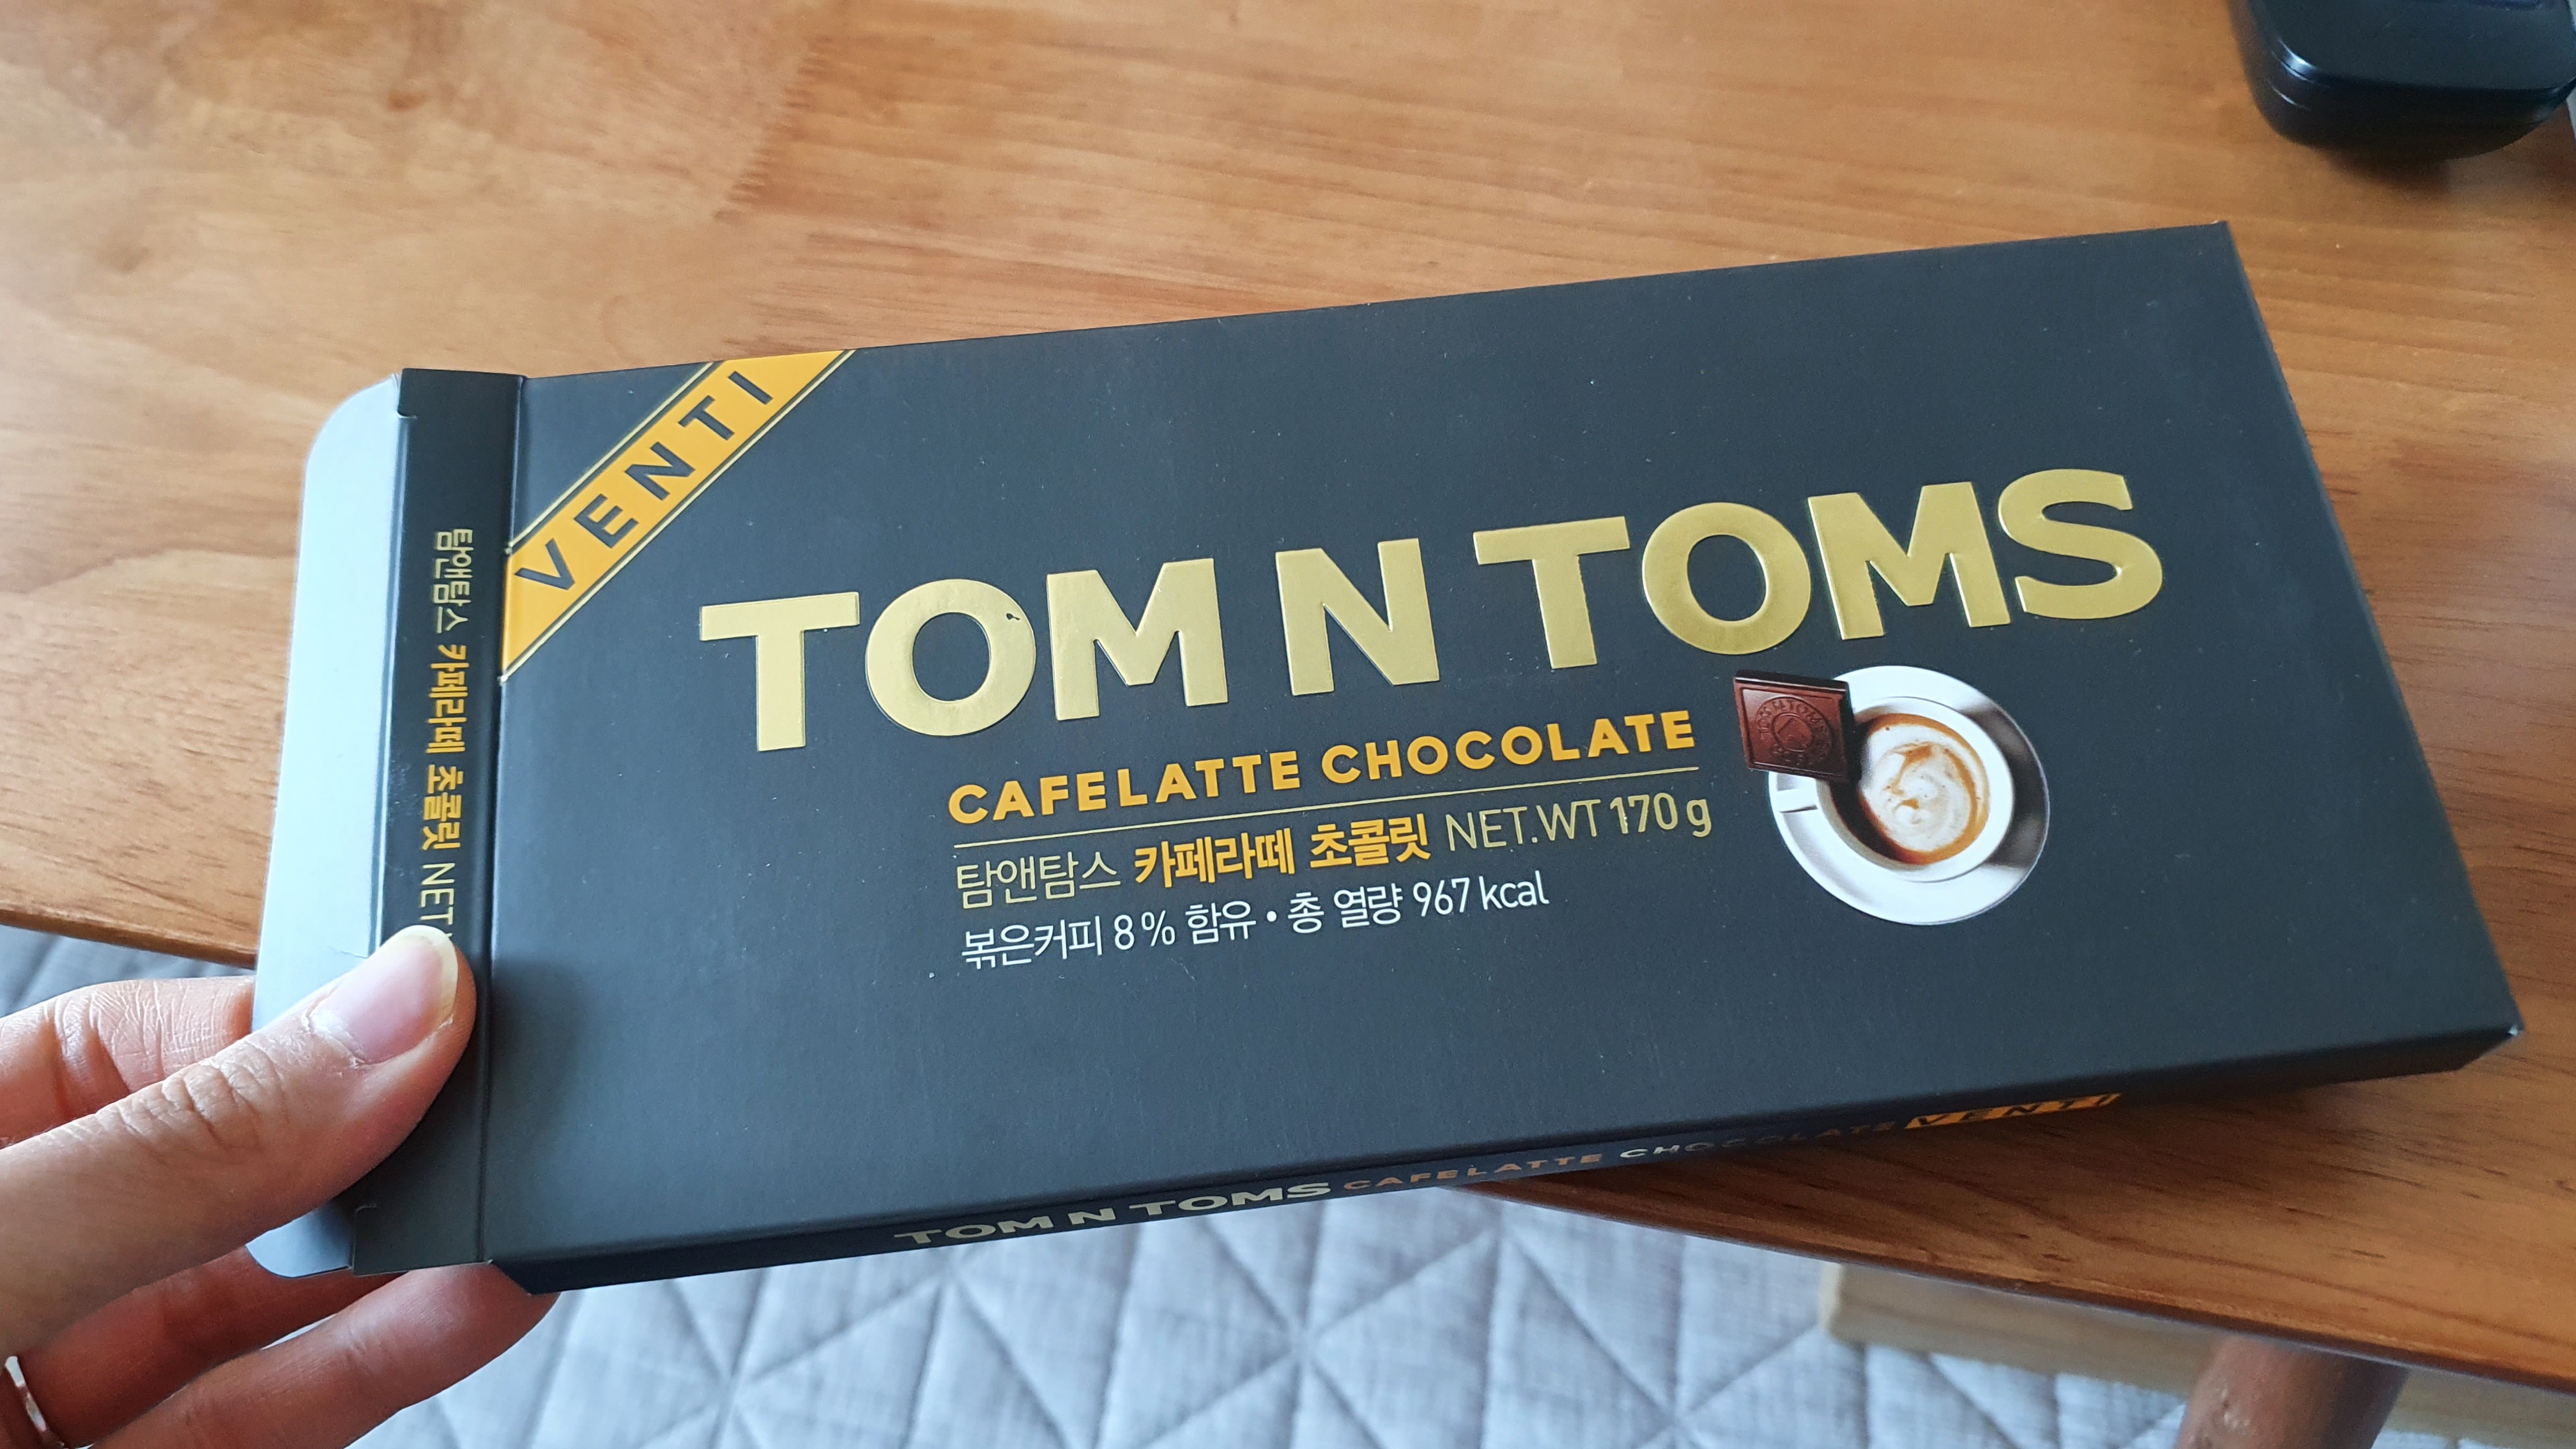 VENTI
TOM N TOMS
CAFELATTE CHOCOLATE
탐앤탐스 카페라떼 초콜릿 NET.WT 170 g
볶은커피 8% 함유 • 총 열량 967 kcal
탐앤탐스 카페라떼 초콜릿 NET
TOM N TOMS CAFELATTE CHOCOLATE VENTI